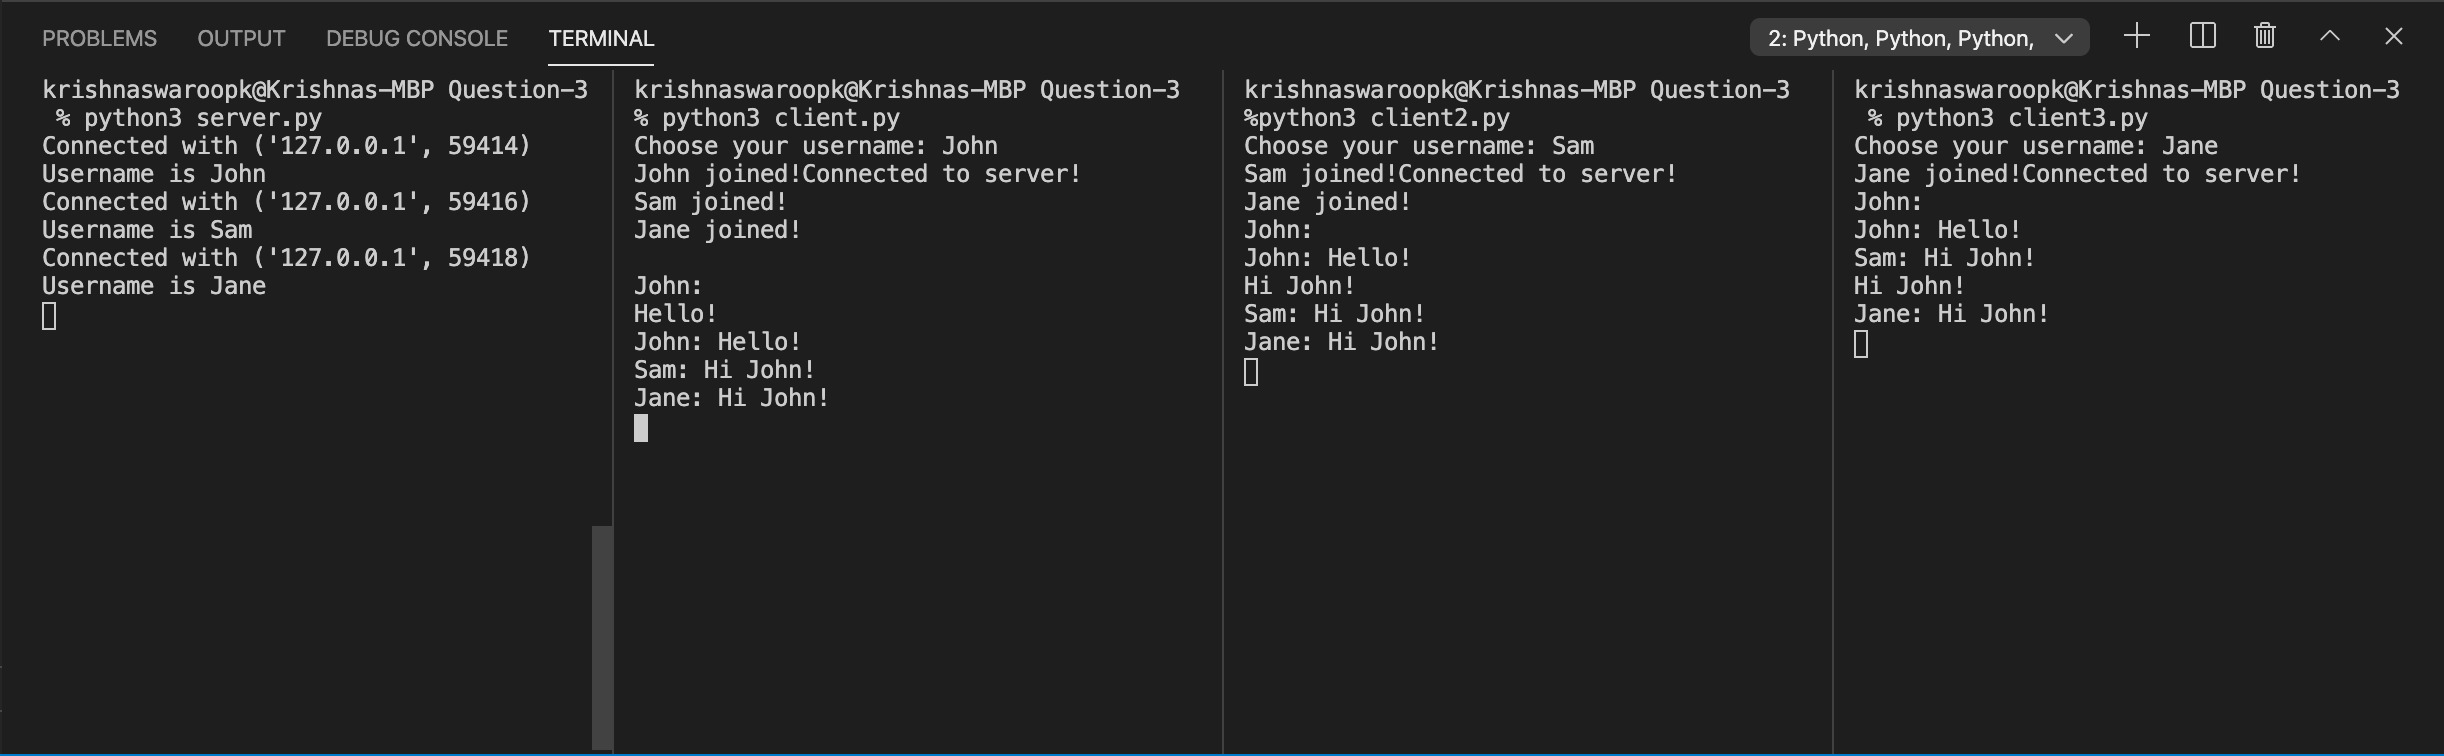 PROBLEMS OUTPUT DEBUG CONSOLE TERMINAL 2: Python, Python, Python,
krishnaswaroopk@Krishnas-MBP Question-3
% python3 server.py
Connected with ('127.0.0.1', 59414)
Username is John
Connected with ('127.0.0.1', 59416)
Username is Sam
Connected with ('127.0.0.1', 59418)
Username is Jane
krishnaswaroopk@Krishnas-MBP Question-3
% python3 client.py
Choose your username: John
John joined!Connected to server!
Sam joined!
Jane joined!
John:
Hello!
John: Hello!
Sam: Hi John!
Jane: Hi John!
krishnaswaroopk@Krishnas-MBP Question-3
%python3 client2.py
Choose your username: Sam
Sam joined!Connected to server!
Jane joined!
John:
John: Hello!
Hi John!
Sam: Hi John!
Jane: Hi John!
krishnaswaroopk@Krishnas-MBP Question-3
% python3 client3.py
Choose your username: Jane
Jane joined!Connected to server!
John:
John: Hello!
Sam: Hi John!
Hi John!
Jane: Hi John!